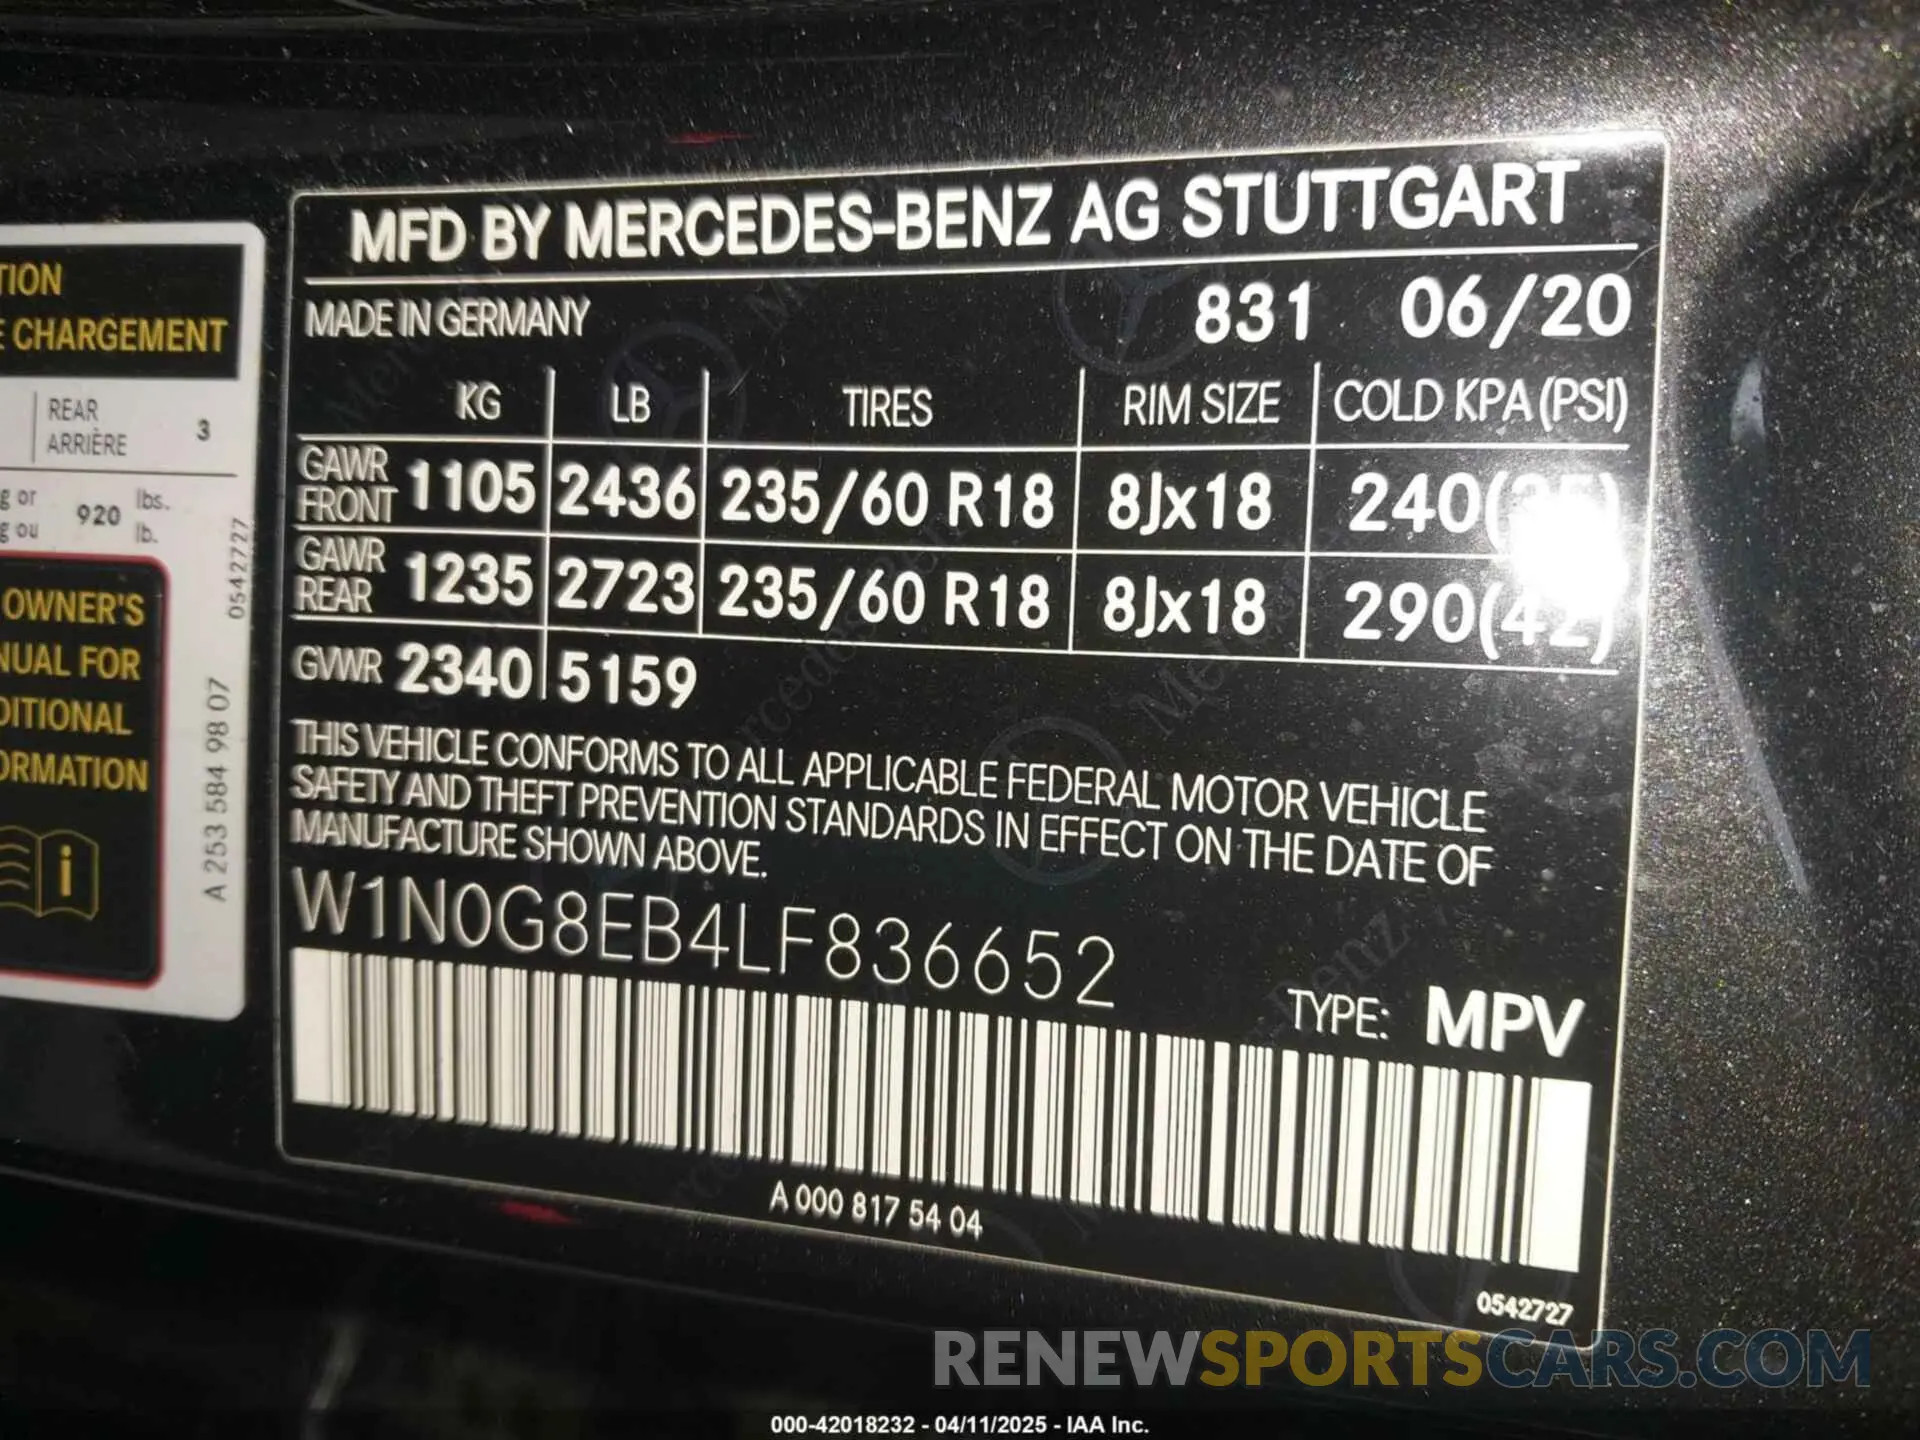 TION
E CHARGEMENT
REAR
ARRIÈRE 3
g or
g ou 920 lbs.
lb.
OWNER'S
NUAL FOR
DITIONAL
ORMATION
i
0542727
A 253 584 98 07
MFD BY MERCEDES-BENZ AG STUTTGART
MADE IN GERMANY 831 06/20
KG LB TIRES RIM SIZE COLD KPA (PSI)
GAWR
FRONT 1105 2436 235/60 R18 8Jx18 240(35)
GAWR
REAR 1235 2723 235/60 R18 8Jx18 290(42)
GVWR 2340 5159
THIS VEHICLE CONFORMS TO ALL APPLICABLE FEDERAL MOTOR VEHICLE
SAFETY AND THEFT PREVENTION STANDARDS IN EFFECT ON THE DATE OF
MANUFACTURE SHOWN ABOVE.
W1N0G8EB4LF836652
TYPE: MPV
A 000 817 54 04
0542727
RENEWSPORTSCARS.COM
000-42018232 - 04/11/2025 - IAA Inc.